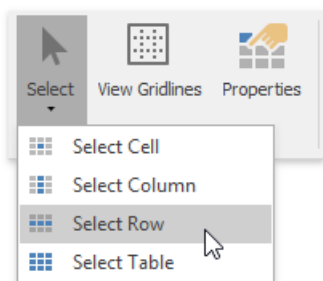 Select
View Gridlines
Properties
Select Cell
Select Column
Select Row
Select Table